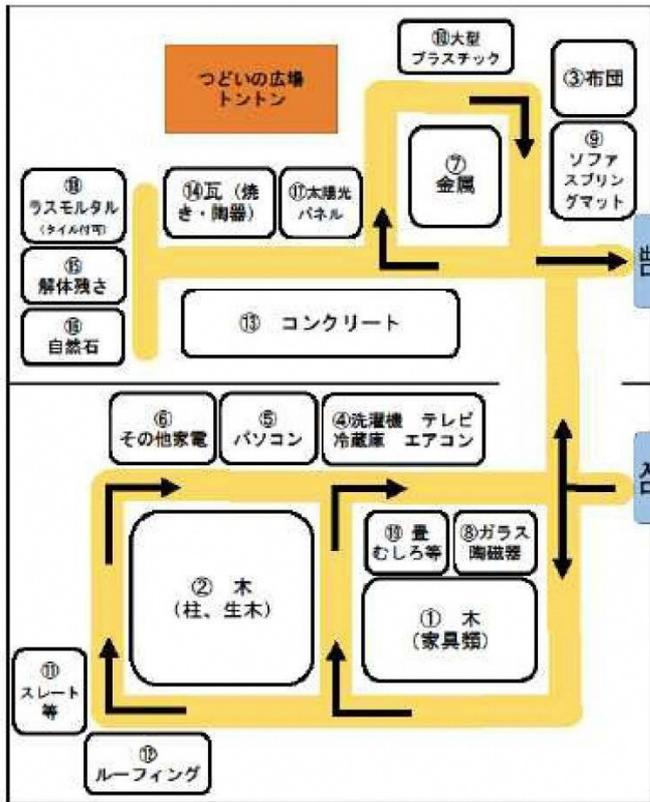 つどいの広場
トントン
⑱大型
プラスチック
③布団
⑨
ソファ
スプリン
グマット
⑦
金属
⑭瓦（焼
き・陶器）
⑰太陽光
パネル
ラスモルタル
(タイル付可)
⑮
解体残さ
⑯
自然石
出口
⑬ コンクリート
⑥
その他家電
⑤
パソコン
④洗濯機 テレビ
冷蔵庫 エアコン
入口
畳
むしろ等
⑧ガラス
陶磁器
② 木
(柱、生木)
① 木
(家具類)
⑪
スレート
等
⑫
ルーフィング